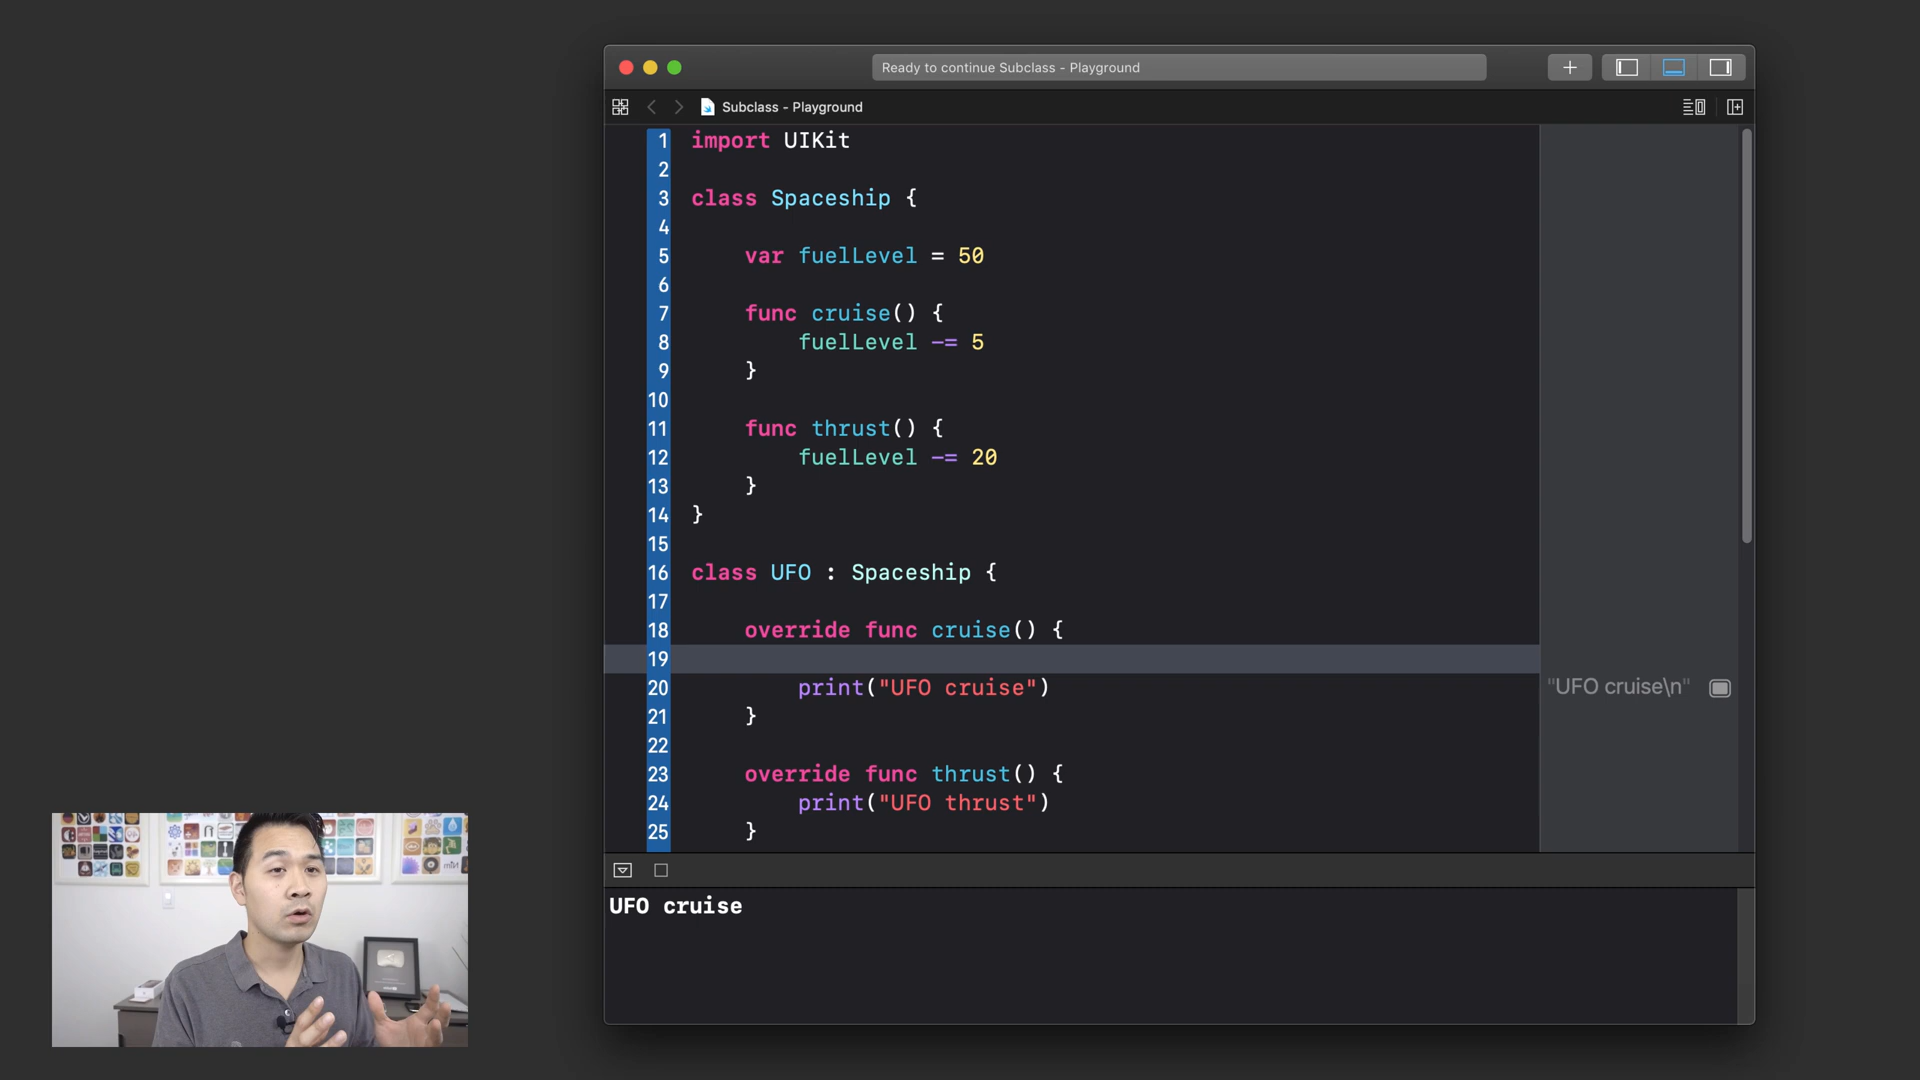 Ready to continue Subclass - Playground
Subclass - Playground
1 import UIKit
2
3 class Spaceship {
4
5 var fuelLevel = 50
6
7 func cruise() {
8 fuelLevel -= 5
9 }
10
11 func thrust() {
12 fuelLevel -= 20
13 }
14 }
15
16 class UFO : Spaceship {
17
18 override func cruise() {
19
20 print("UFO cruise")
"UFO cruise\n"
21 }
22
23 override func thrust() {
24 print("UFO thrust")
25 }
UFO cruise